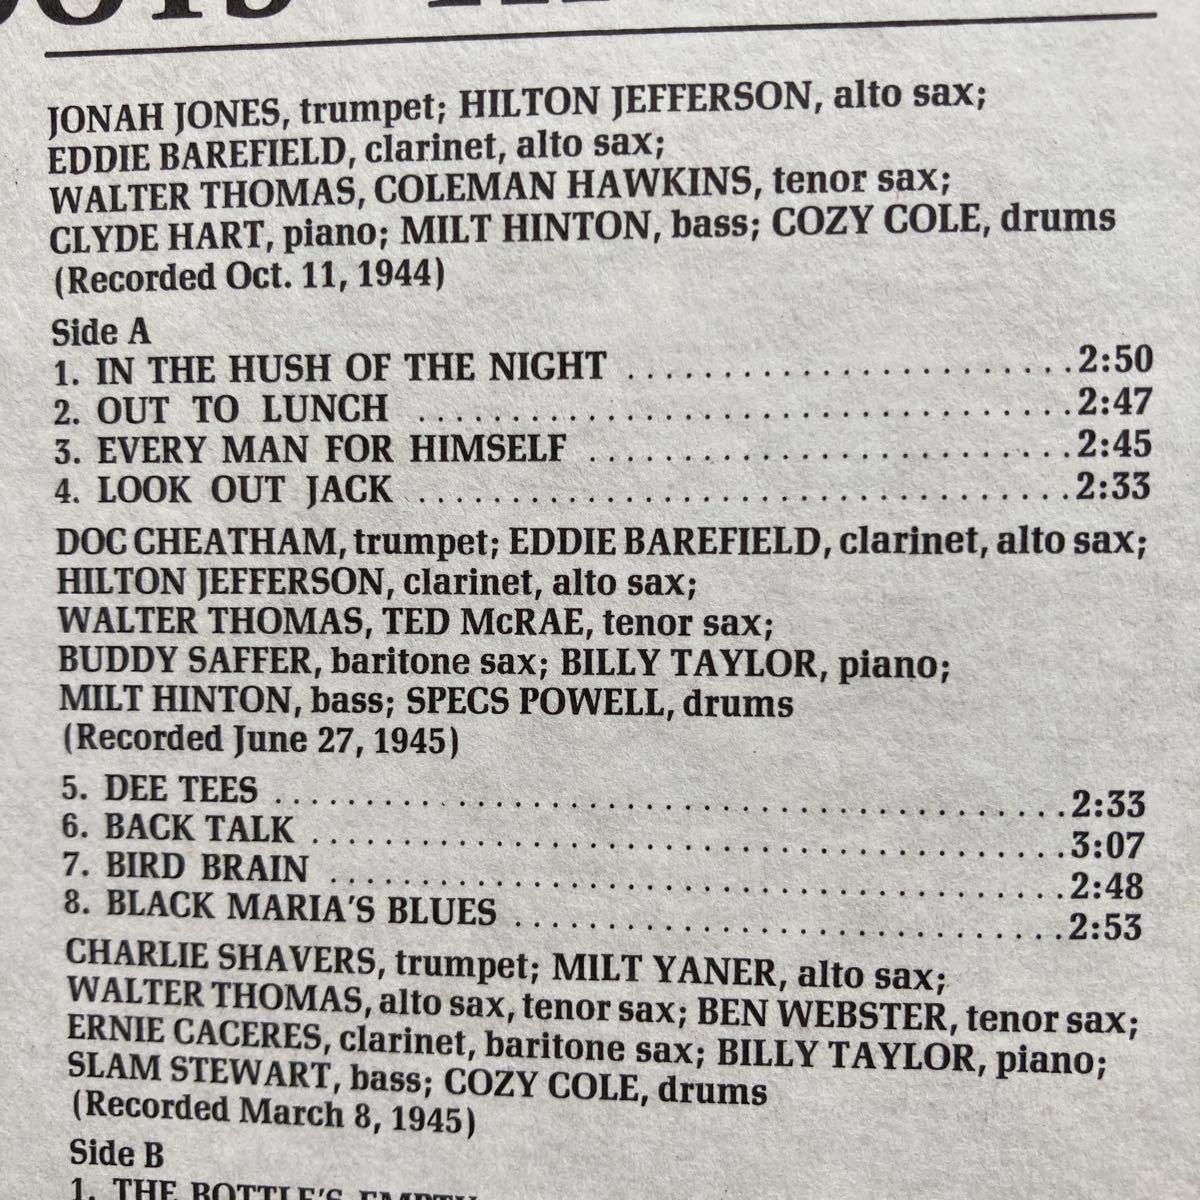 JONAH JONES, trumpet; HILTON JEFFERSON, alto sax;
EDDIE BAREFIELD, clarinet, alto sax;
WALTER THOMAS, COLEMAN HAWKINS, tenor sax;
CLYDE HART, piano; MILT HINTON, bass; COZY COLE, drums
(Recorded Oct. 11, 1944)
Side A
1. IN THE HUSH OF THE NIGHT ....................... 2:50
2. OUT TO LUNCH .................................. 2:47
3. EVERY MAN FOR HIMSELF ......................... 2:45
4. LOOK OUT JACK .................................. 2:33
DOC CHEATHAM, trumpet; EDDIE BAREFIELD, clarinet, alto sax;
HILTON JEFFERSON, clarinet, alto sax;
WALTER THOMAS, TED McRAE, tenor sax;
BUDDY SAFFER, baritone sax; BILLY TAYLOR, piano;
MILT HINTON, bass; SPECS POWELL, drums
(Recorded June 27, 1945)
5. DEE TEES ........................................ 2:33
6. BACK TALK ...................................... 3:07
7. BIRD BRAIN ..................................... 2:48
8. BLACK MARIA'S BLUES ............................ 2:53
CHARLIE SHAVERS, trumpet; MILT YANER, alto sax;
WALTER THOMAS, alto sax, tenor sax; BEN WEBSTER, tenor sax;
ERNIE CACERES, clarinet, baritone sax; BILLY TAYLOR, piano;
SLAM STEWART, bass; COZY COLE, drums
(Recorded March 8, 1945)
Side B
1. THE BOTTLE'S EMPTY